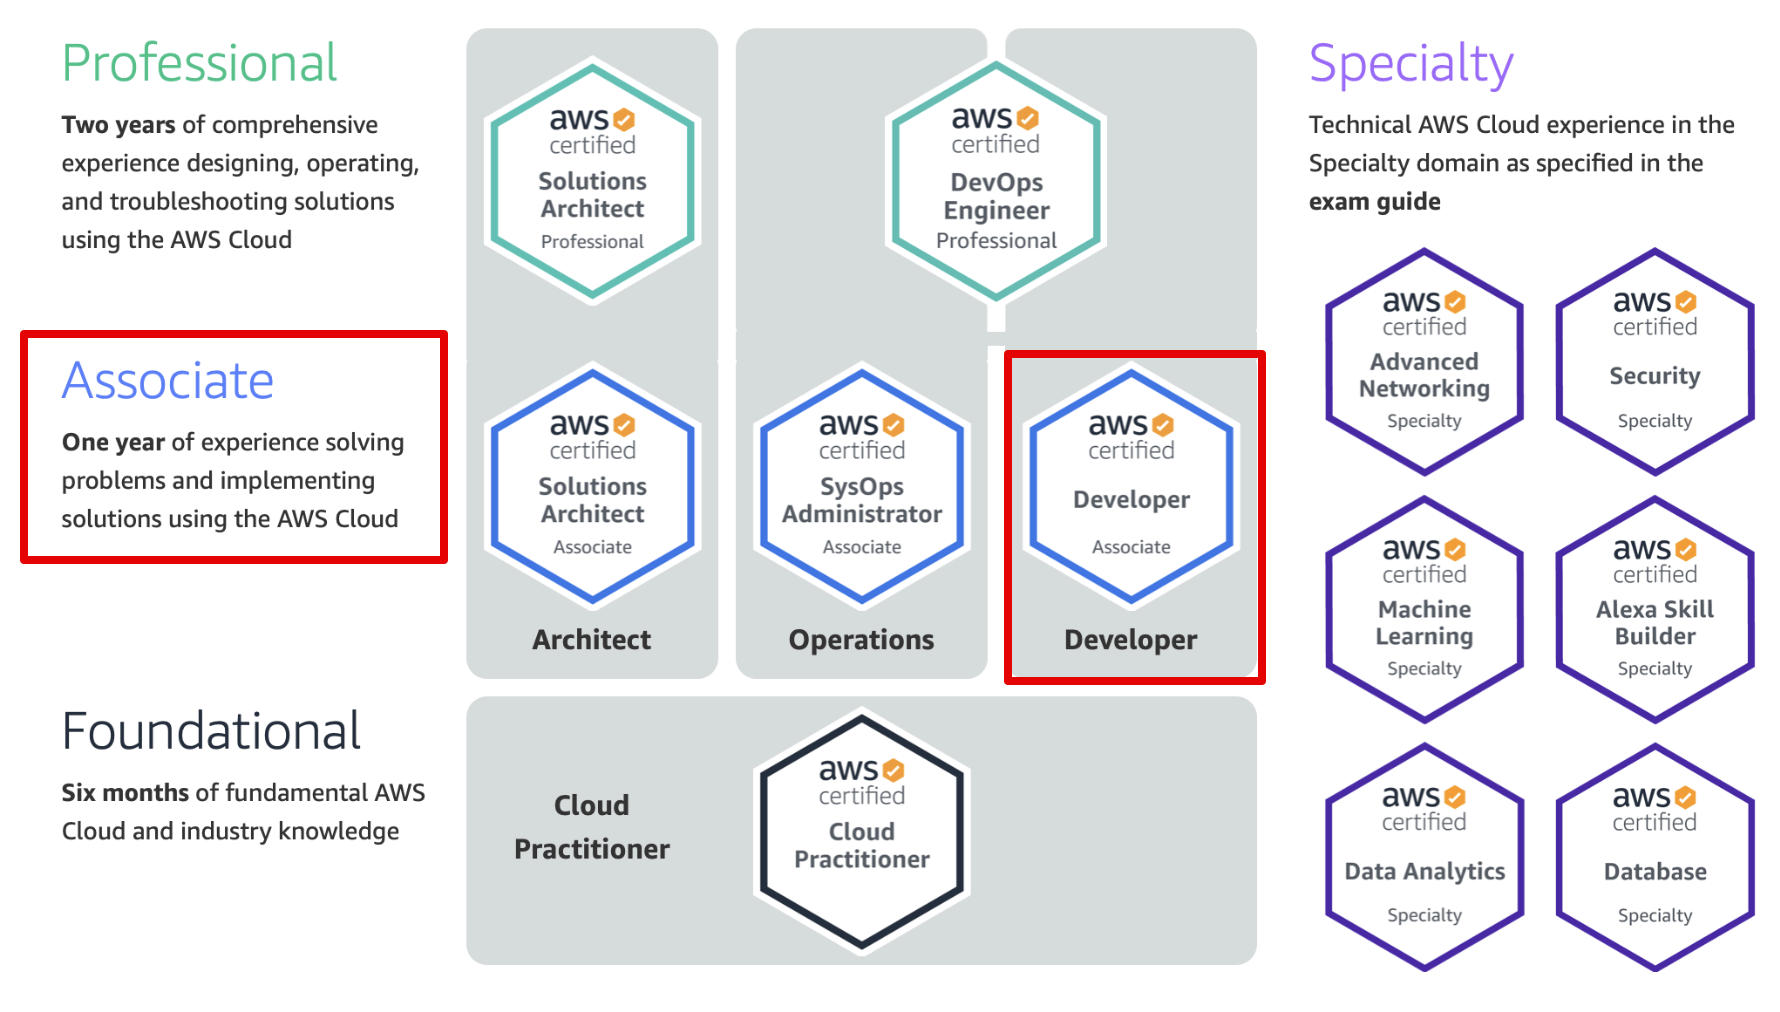 Professional
Two years of comprehensive
experience designing, operating,
and troubleshooting solutions
using the AWS Cloud
aws
certified
Solutions
Architect
Professional
aws
certified
DevOps
Engineer
Professional
Associate
One year of experience solving
problems and implementing
solutions using the AWS Cloud
aws
certified
Solutions
Architect
Associate
Architect
aws
certified
SysOps
Administrator
Associate
Operations
aws
certified
Developer
Associate
Developer
Foundational
Six months of fundamental AWS
Cloud and industry knowledge
Cloud
Practitioner
aws
certified
Cloud
Practitioner
Specialty
Technical AWS Cloud experience in the
Specialty domain as specified in the
exam guide
aws
certified
Advanced
Networking
Specialty
aws
certified
Security
Specialty
aws
certified
Machine
Learning
Specialty
aws
certified
Alexa Skill
Builder
Specialty
aws
certified
Data Analytics
Specialty
aws
certified
Database
Specialty